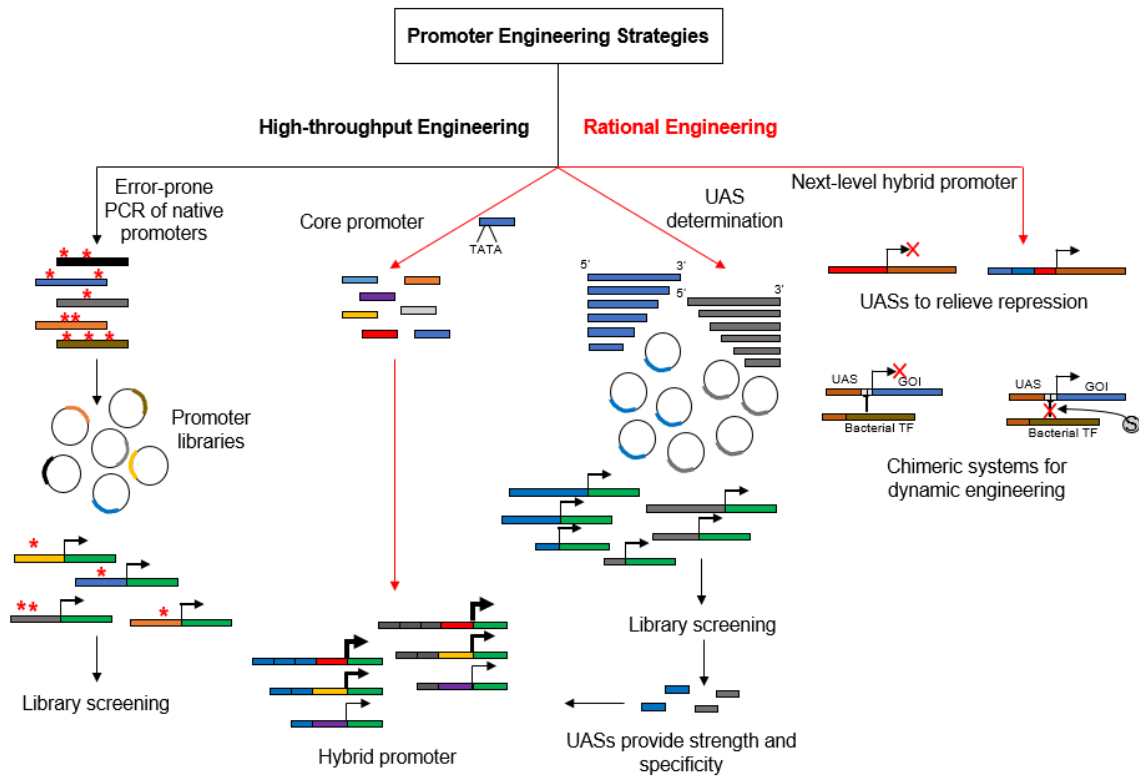 Promoter Engineering Strategies
High-throughput Engineering
Rational Engineering
Error-prone
PCR of native
promoters
* *
* *
*
**
* * *
Promoter
libraries
*
*
**
*
Library screening
Core promoter
TATA
Hybrid promoter
UAS
determination
5’
3’
5’
3’
Library screening
UASs provide strength and
specificity
Next-level hybrid promoter
UASs to relieve repression
UAS
GOI
Bacterial TF
UAS
GOI
Bacterial TF
S
Chimeric systems for
dynamic engineering